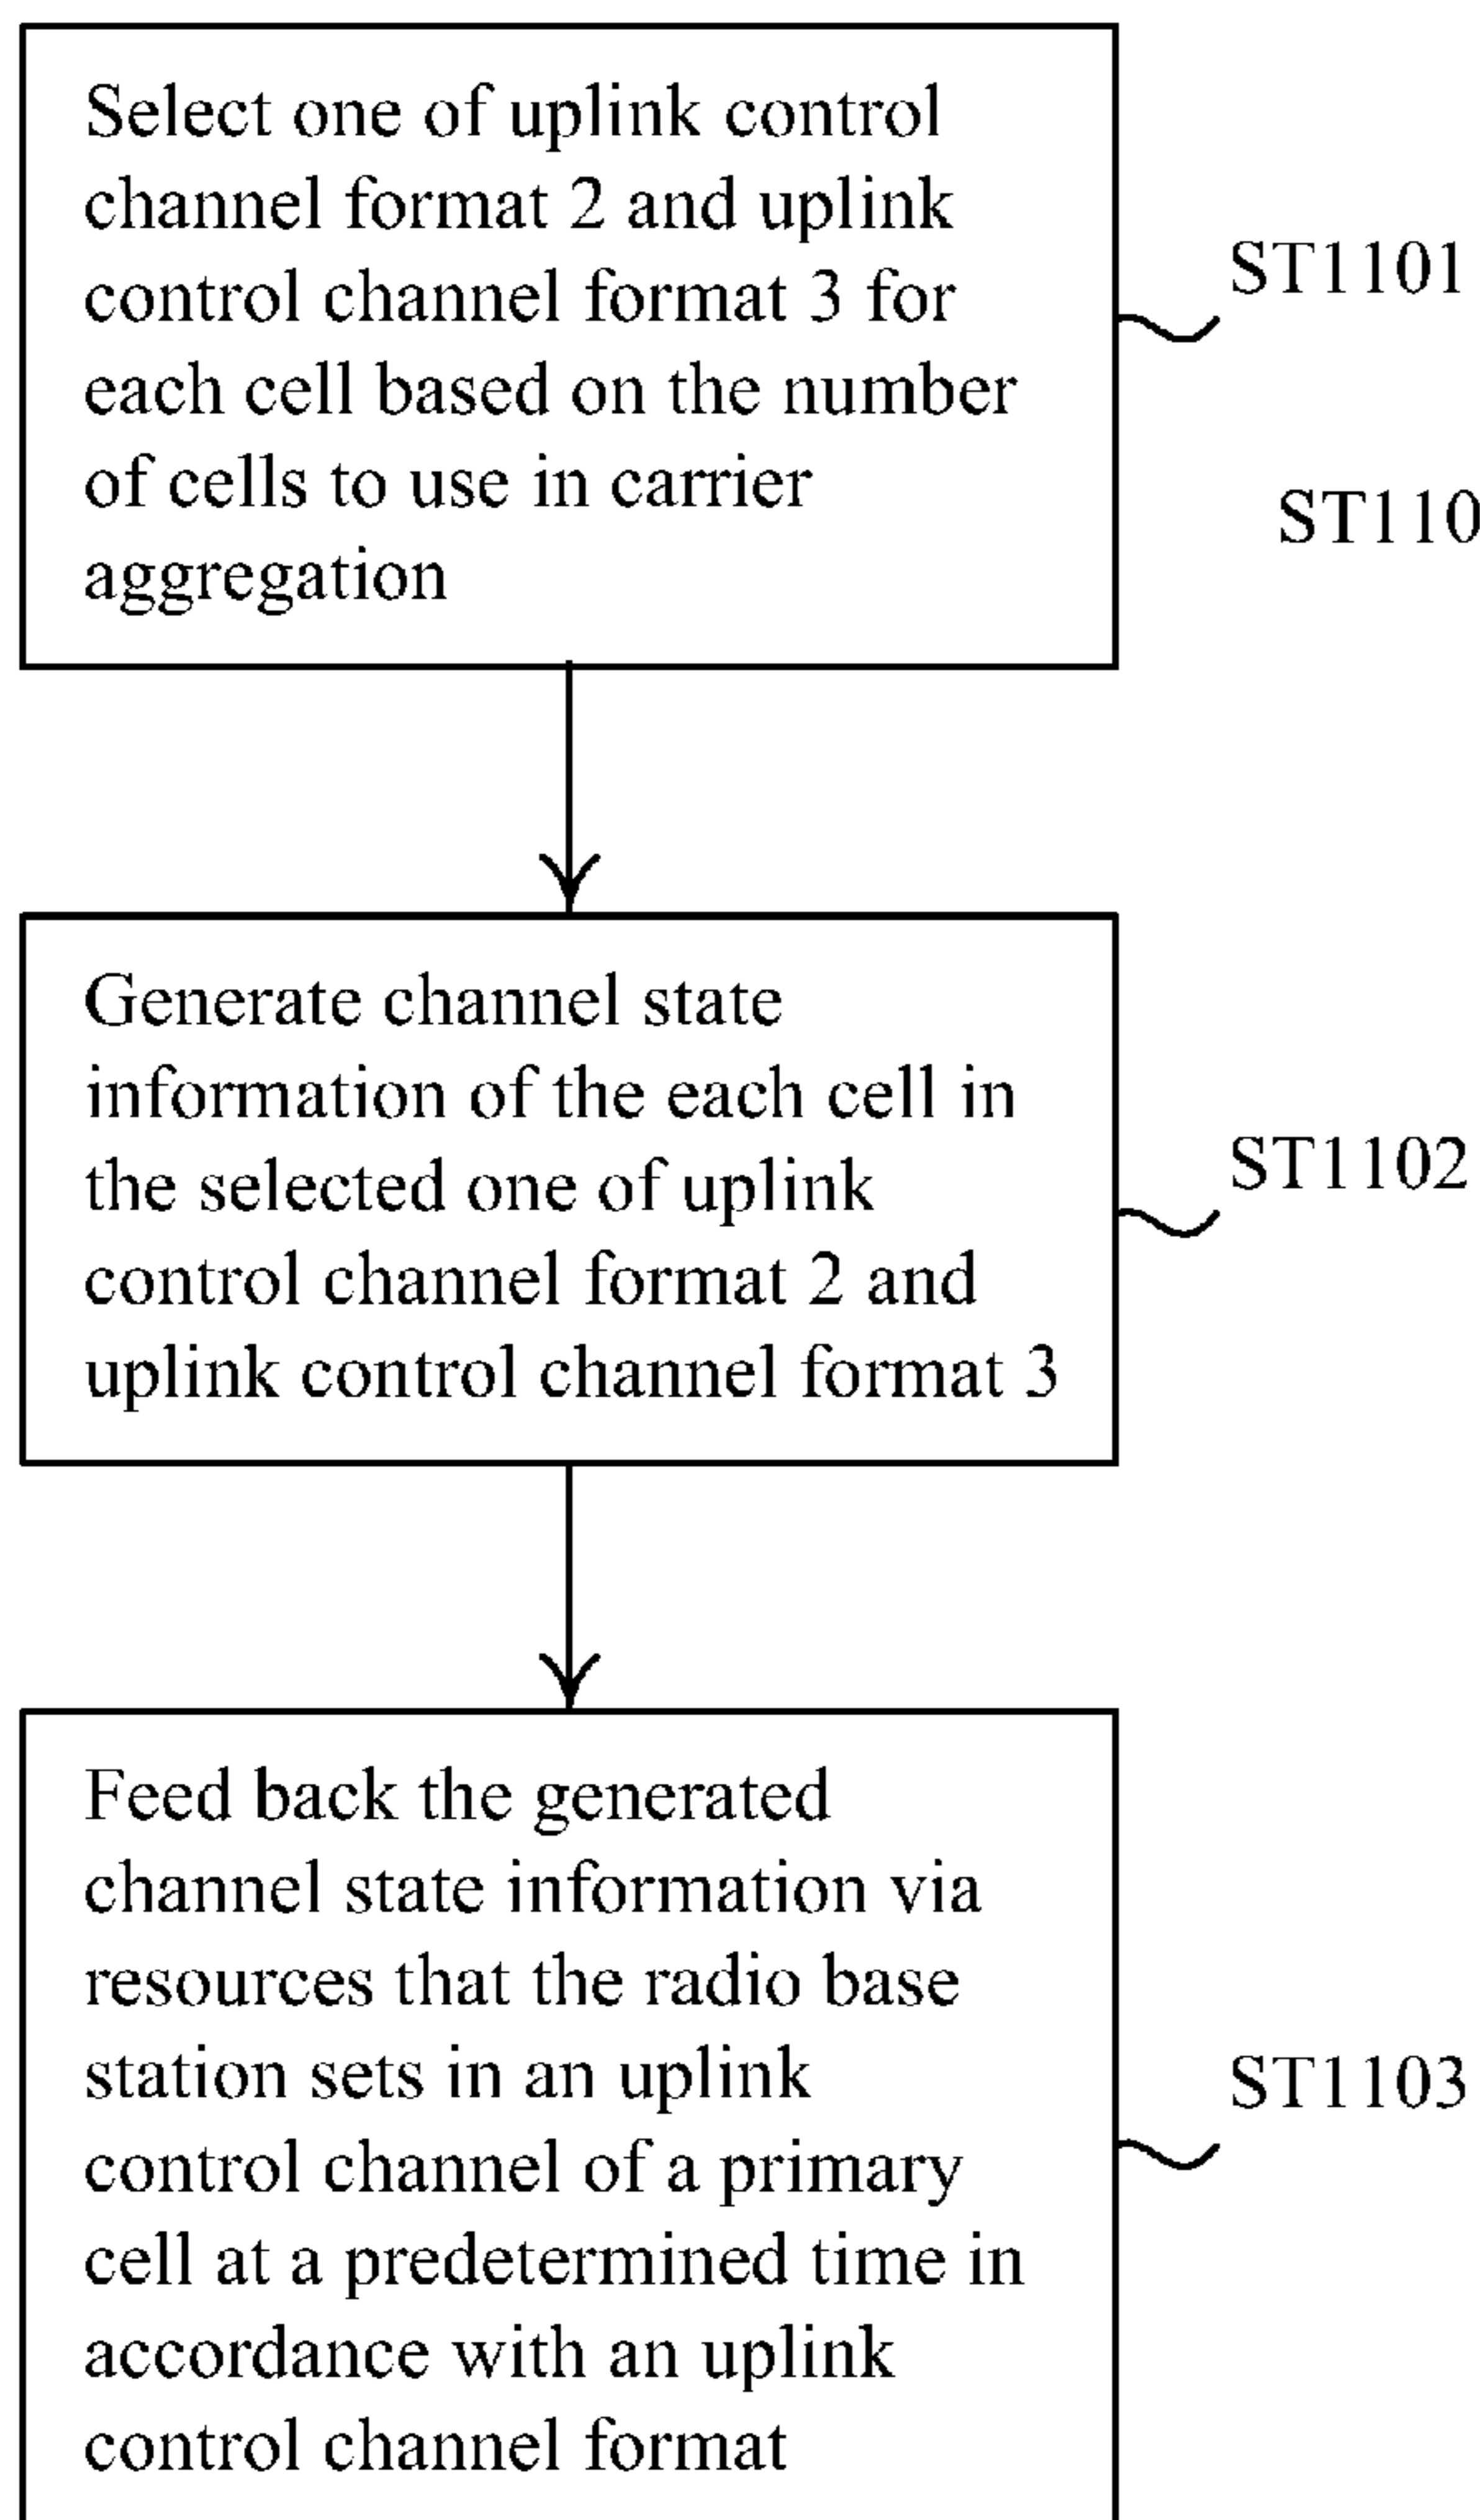 Select one of uplink control
channel format 2 and uplink
control channel format 3 for
each cell based on the number
of cells to use in carrier
aggregation
ST1101
ST110
Generate channel state
information of the each cell in
the selected one of uplink
control channel format 2 and
uplink control channel format 3
ST1102
Feed back the generated
channel state information via
resources that the radio base
station sets in an uplink
control channel of a primary
cell at a predetermined time in
accordance with an uplink
control channel format
ST1103